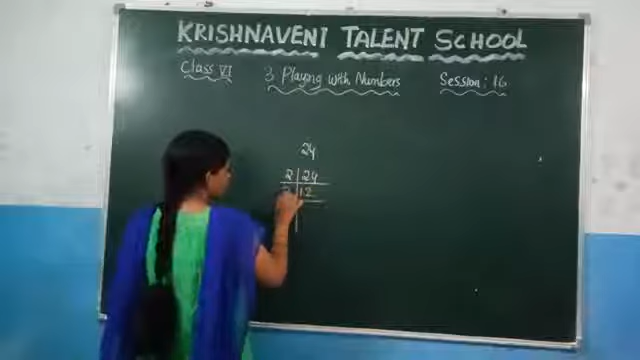 KRISHNAVENI TALENT SCHOOL
Class VI 3. Playing with Numbers Session: 16
24
2 24
2 12